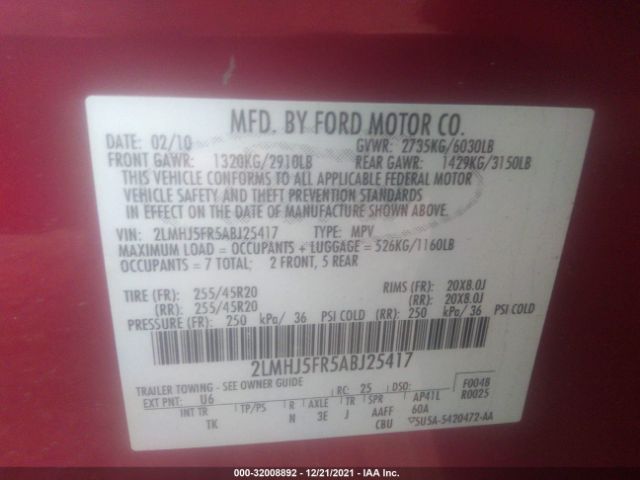 MFD. BY FORD MOTOR CO.
DATE: 02/10 GVWR: 2735KG/6030LB
FRONT GAWR: 1320KG/2910LB REAR GAWR: 1429KG/3150LB
THIS VEHICLE CONFORMS TO ALL APPLICABLE FEDERAL MOTOR
VEHICLE SAFETY AND THEFT PREVENTION STANDARDS
IN EFFECT ON THE DATE OF MANUFACTURE SHOWN ABOVE.
VIN: 2LMHJ5FR5ABJ25417 TYPE: MPV
MAXIMUM LOAD = OCCUPANTS + LUGGAGE = 526KG/1160LB
OCCUPANTS = 7 TOTAL: 2 FRONT, 5 REAR
TIRE (FR): 255/45R20 RIMS (FR): 20X8.0J
(RR): 255/45R20 (RR): 20X8.0J
PRESSURE (FR): 250 kPa/ 36 PSI COLD (RR): 250 kPa/ 36 PSI COLD
2LMHJ5FR5ABJ25417
TRAILER TOWING - SEE OWNER GUIDE RC: 25 DSO: F0048
EXT PNT: U6 R0025
INT TR TP/PS R AXLE TR SPR AP41L
TK N 3E J AAFF 60A
CBU 5U5A-5420472-AA
000-32008892 - 12/21/2021 - IAA Inc.